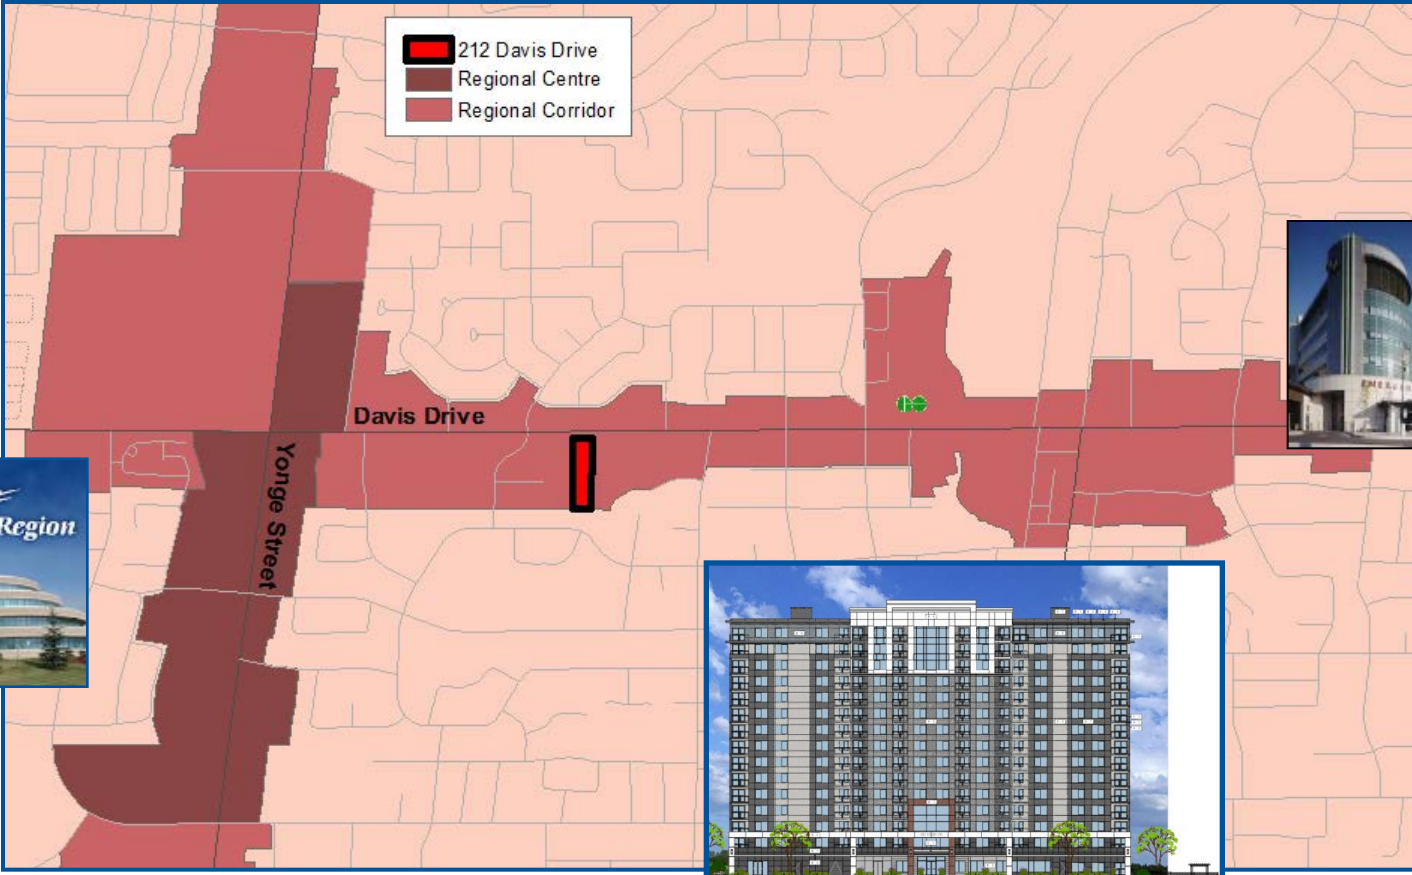 212 Davis Drive
Regional Centre
Regional Corridor
Davis Drive
Yonge Street
Region